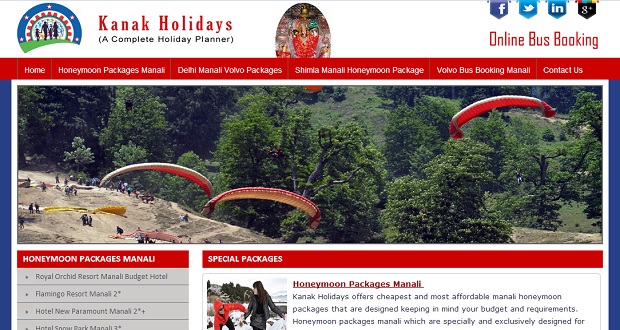 Kanak Holidays
(A Complete Holiday Planner)
Online Bus Booking
Home Honeymoon Packages Manali Delhi Manali Volvo Packages Shimla Manali Honeymoon Package Volvo Bus Booking Manali Contact Us
HONEYMOON PACKAGES MANALI
Royal Orchid Resort Manali Budget Hotel
Flamingo Resort Manali 2*
Hotel New Paramount Manali 2*+
Hotel Snow Park Manali 3*
SPECIAL PACKAGES
Honeymoon Packages Manali
Kanak Holidays offers cheapest and most affordable manali honeymoon
packages that are designed keeping in mind your budget and requirements.
Honeymoon packages manali which are specially and exclusively designed for